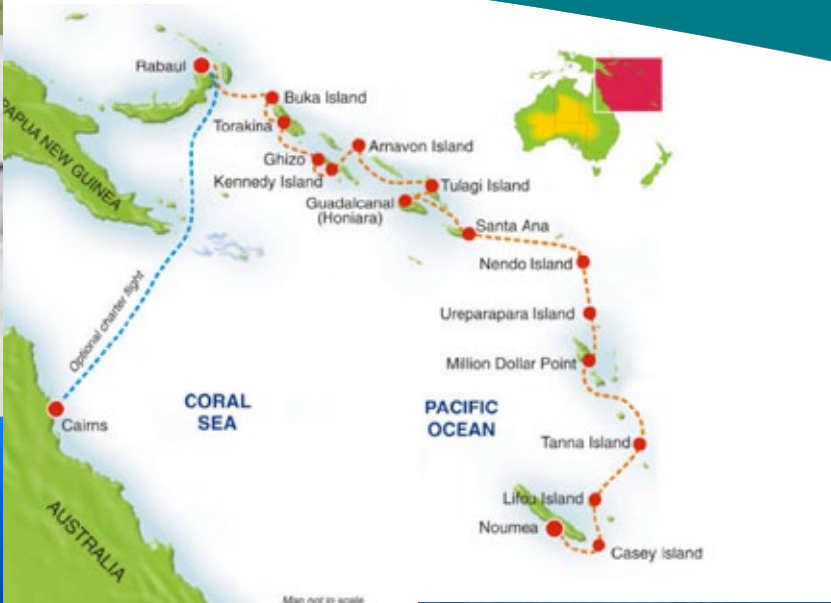 Rabaul
Buka Island
PAPUA NEW GUINEA
Torakina
Arnavon Island
Ghizo
Kennedy Island
Tulagi Island
Guadalcanal
(Honiara)
Santa Ana
Nendo Island
Optional charter flight
Ureparapara Island
Million Dollar Point
CORAL
SEA
PACIFIC
OCEAN
Cairns
Tanna Island
Lifou Island
Noumea
Casey Island
AUSTRALIA
Map not in scale